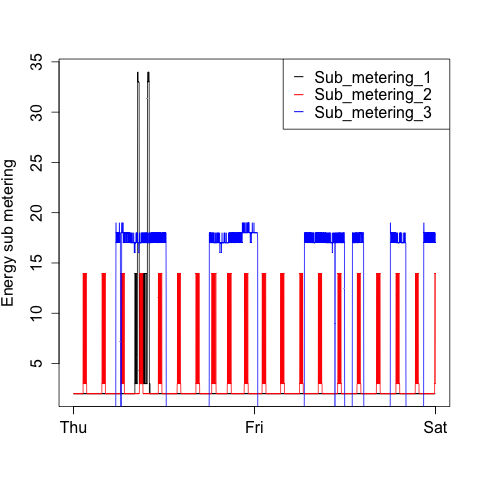 Sub_metering_1
Sub_metering_2
Sub_metering_3
Energy sub metering
35
30
25
20
15
10
5
Thu Fri Sat